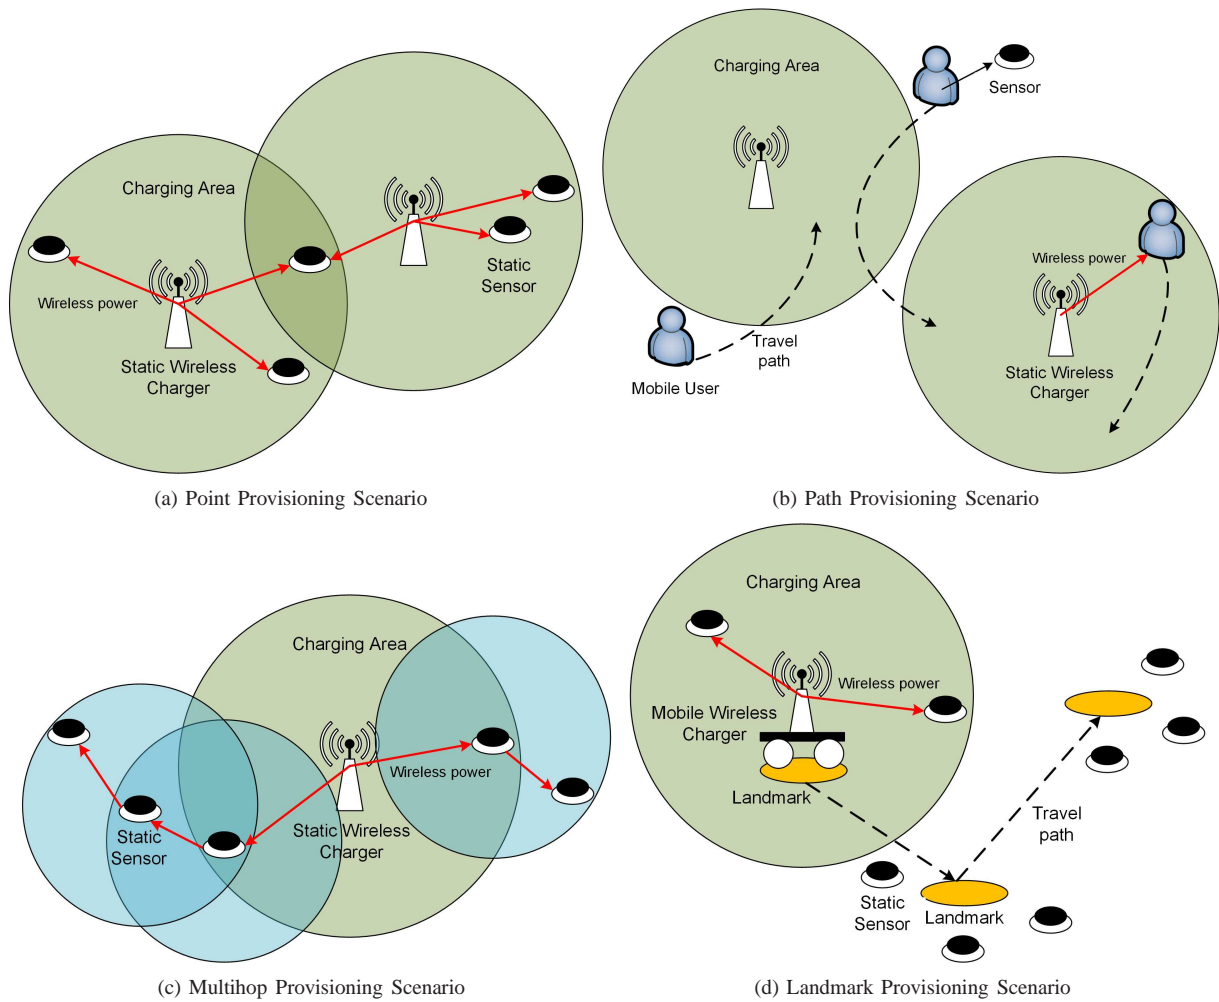 Charging Area
Wireless power
Static Wireless
Charger
Static
Sensor
(a) Point Provisioning Scenario
Charging Area
Sensor
Wireless power
Travel
path
Static Wireless
Charger
Mobile User
(b) Path Provisioning Scenario
Charging Area
Wireless power
Static
Sensor
Static Wireless
Charger
(c) Multihop Provisioning Scenario
Charging Area
Wireless power
Mobile Wireless
Charger
Landmark
Travel
path
Static
Sensor
Landmark
(d) Landmark Provisioning Scenario